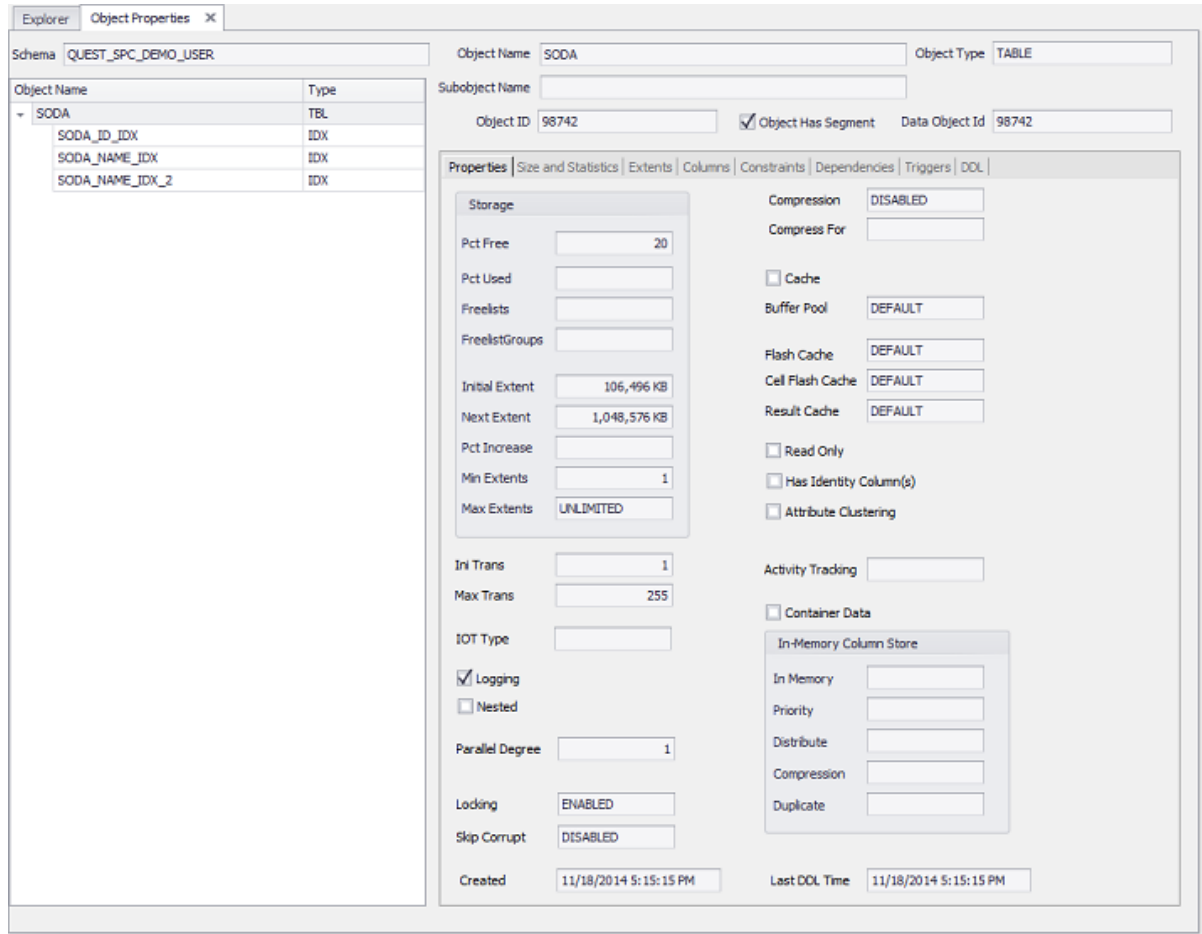 Explorer
Object Properties
Schema QUEST_SPC_DEMO_USER
Object Name SODA
Object Type TABLE
Subobject Name
Object ID 98742
Object Has Segment
Data Object Id 98742
Object Name Type
SODA TBL
SODA_ID_IDX IDX
SODA_NAME_IDX IDX
SODA_NAME_IDX_2 IDX
Properties Size and Statistics Extents Columns Constraints Dependencies Triggers DDL
Storage
Pct Free 20
Pct Used
Freelists
FreelistGroups
Initial Extent 106,496 KB
Next Extent 1,048,576 KB
Pct Increase
Min Extents 1
Max Extents UNLIMITED
Ini Trans 1
Max Trans 255
IOT Type
Logging
Nested
Parallel Degree 1
Locking ENABLED
Skip Corrupt DISABLED
Created 11/18/2014 5:15:15 PM
Compression DISABLED
Compress For
Cache
Buffer Pool DEFAULT
Flash Cache DEFAULT
Cell Flash Cache DEFAULT
Result Cache DEFAULT
Read Only
Has Identity Column(s)
Attribute Clustering
Activity Tracking
Container Data
In-Memory Column Store
In Memory
Priority
Distribute
Compression
Duplicate
Last DDL Time 11/18/2014 5:15:15 PM